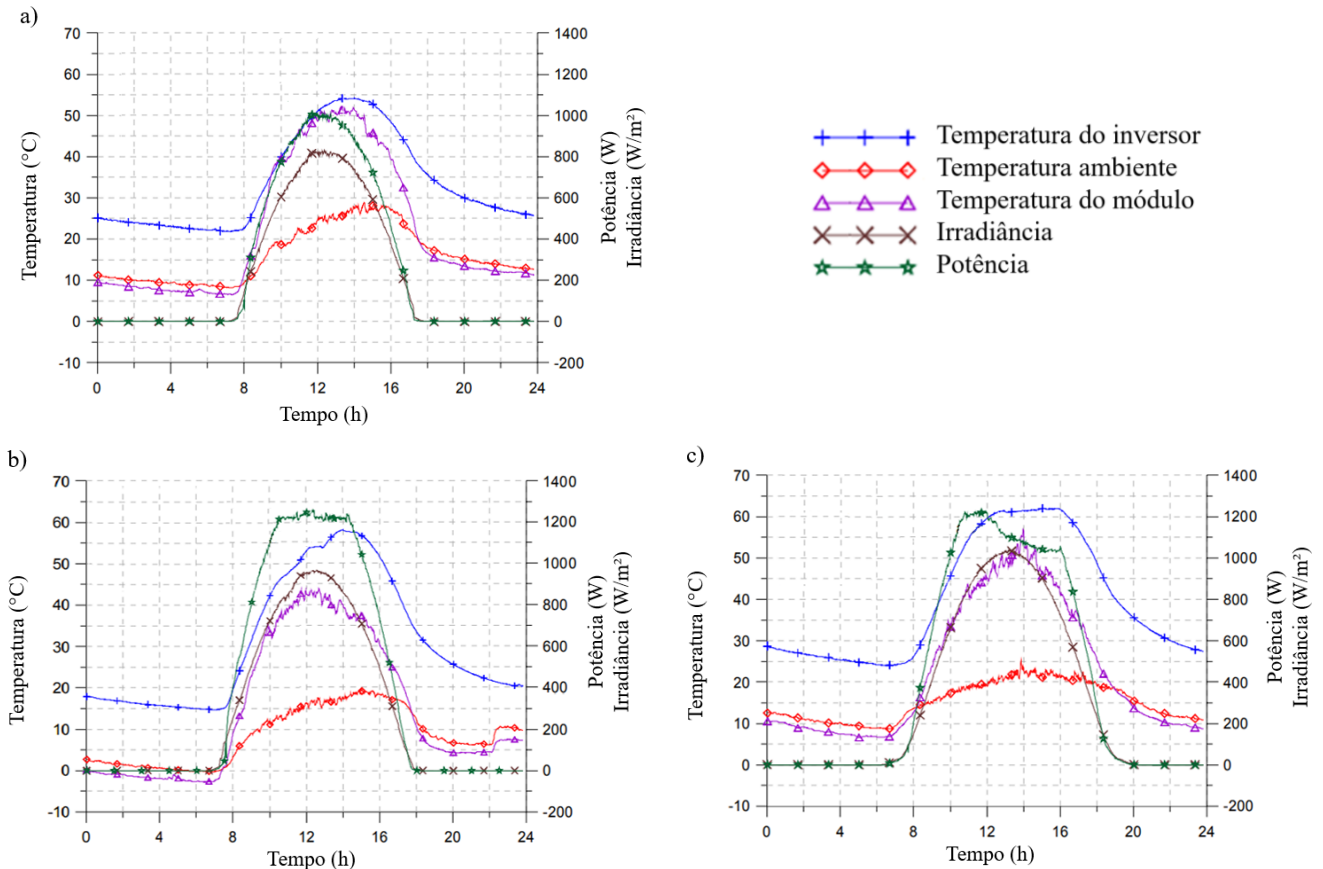 a)
70
60
50
40
30
20
10
0
-10
Temperatura (°C)
1400
1200
1000
800
600
400
200
0
-200
Potência (W)
Irradiância (W/m²)
0 4 8 12 16 20 24
Tempo (h)
Temperatura do inversor
Temperatura ambiente
Temperatura do módulo
Irradiância
Potência
b)
70
60
50
40
30
20
10
0
-10
Temperatura (°C)
1400
1200
1000
800
600
400
200
0
-200
Potência (W)
Irradiância (W/m²)
0 4 8 12 16 20 24
Tempo (h)
c)
70
60
50
40
30
20
10
0
-10
Temperatura (°C)
1400
1200
1000
800
600
400
200
0
-200
Potência (W)
Irradiância (W/m²)
0 4 8 12 16 20 24
Tempo (h)